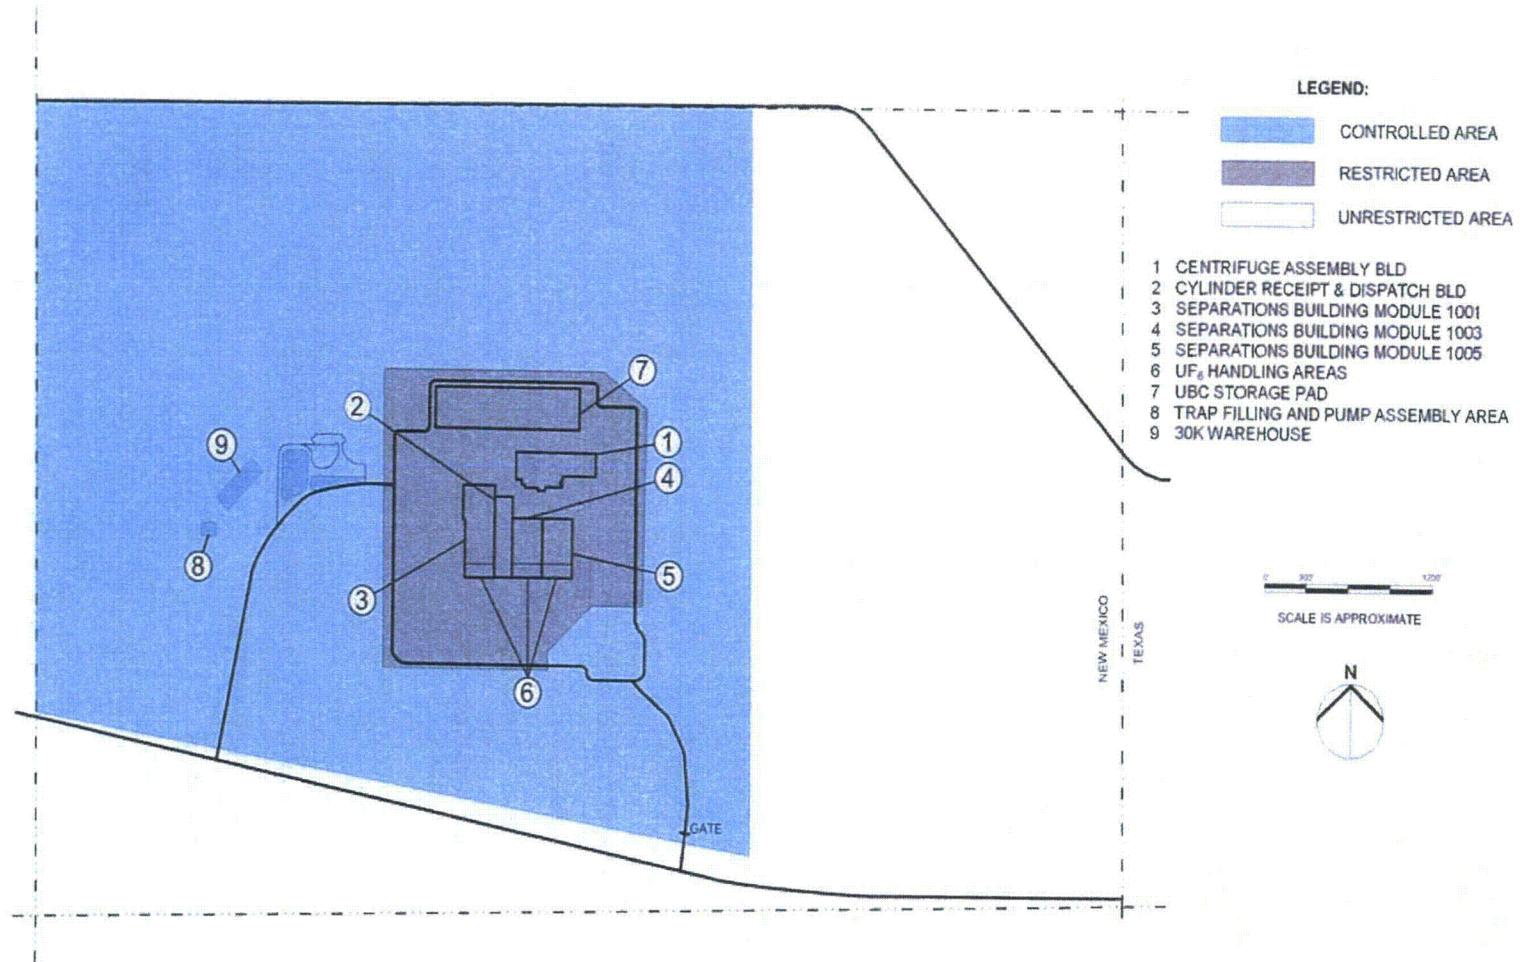 LEGEND:
CONTROLLED AREA
RESTRICTED AREA
UNRESTRICTED AREA
1 CENTRIFUGE ASSEMBLY BLD
2 CYLINDER RECEIPT & DISPATCH BLD
3 SEPARATIONS BUILDING MODULE 1001
4 SEPARATIONS BUILDING MODULE 1003
5 SEPARATIONS BUILDING MODULE 1005
6 UF₆ HANDLING AREAS
7 UBC STORAGE PAD
8 TRAP FILLING AND PUMP ASSEMBLY AREA
9 30K WAREHOUSE
7
2
1
9
4
8
5
3
6
GATE
NEW MEXICO
TEXAS
0'
1200'
SCALE IS APPROXIMATE
N